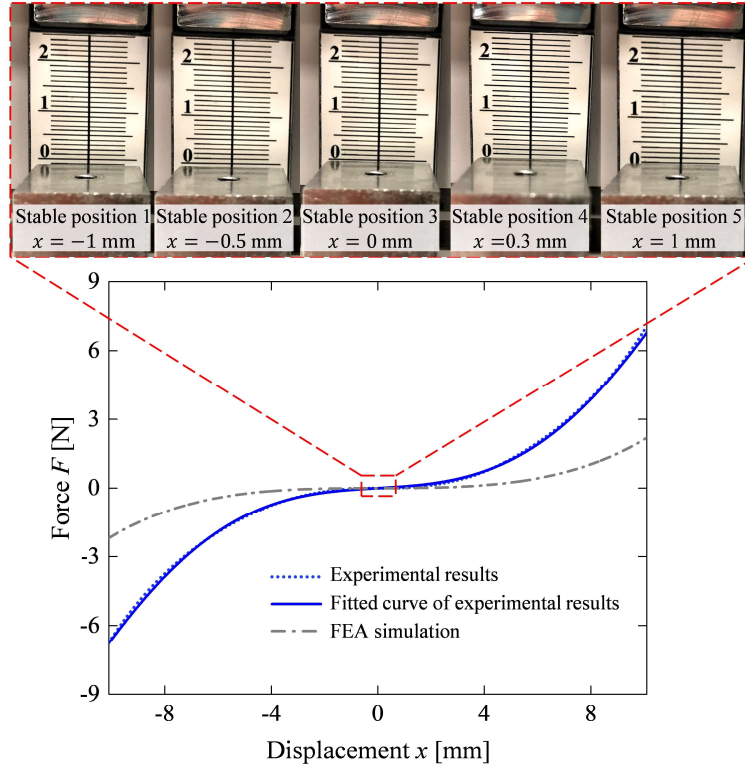 2 2 2 2 2
1 1 1 1 1
0 0 0 0 0
Stable position 1 Stable position 2 Stable position 3 Stable position 4 Stable position 5
x = −1 mm x = −0.5 mm x = 0 mm x =0.3 mm x = 1 mm
9
6
3
0
-3
-6
-9
Force F [N]
Experimental results
Fitted curve of experimental results
FEA simulation
-8 -4 0 4 8
Displacement x [mm]